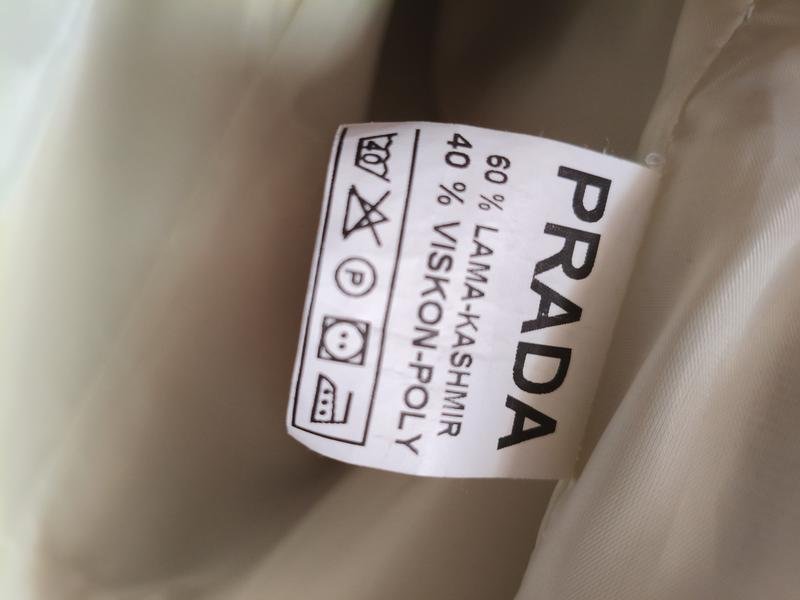 PRADA
60 % LAMA-KASHMIR
40 % VISKON-POLY
40 P